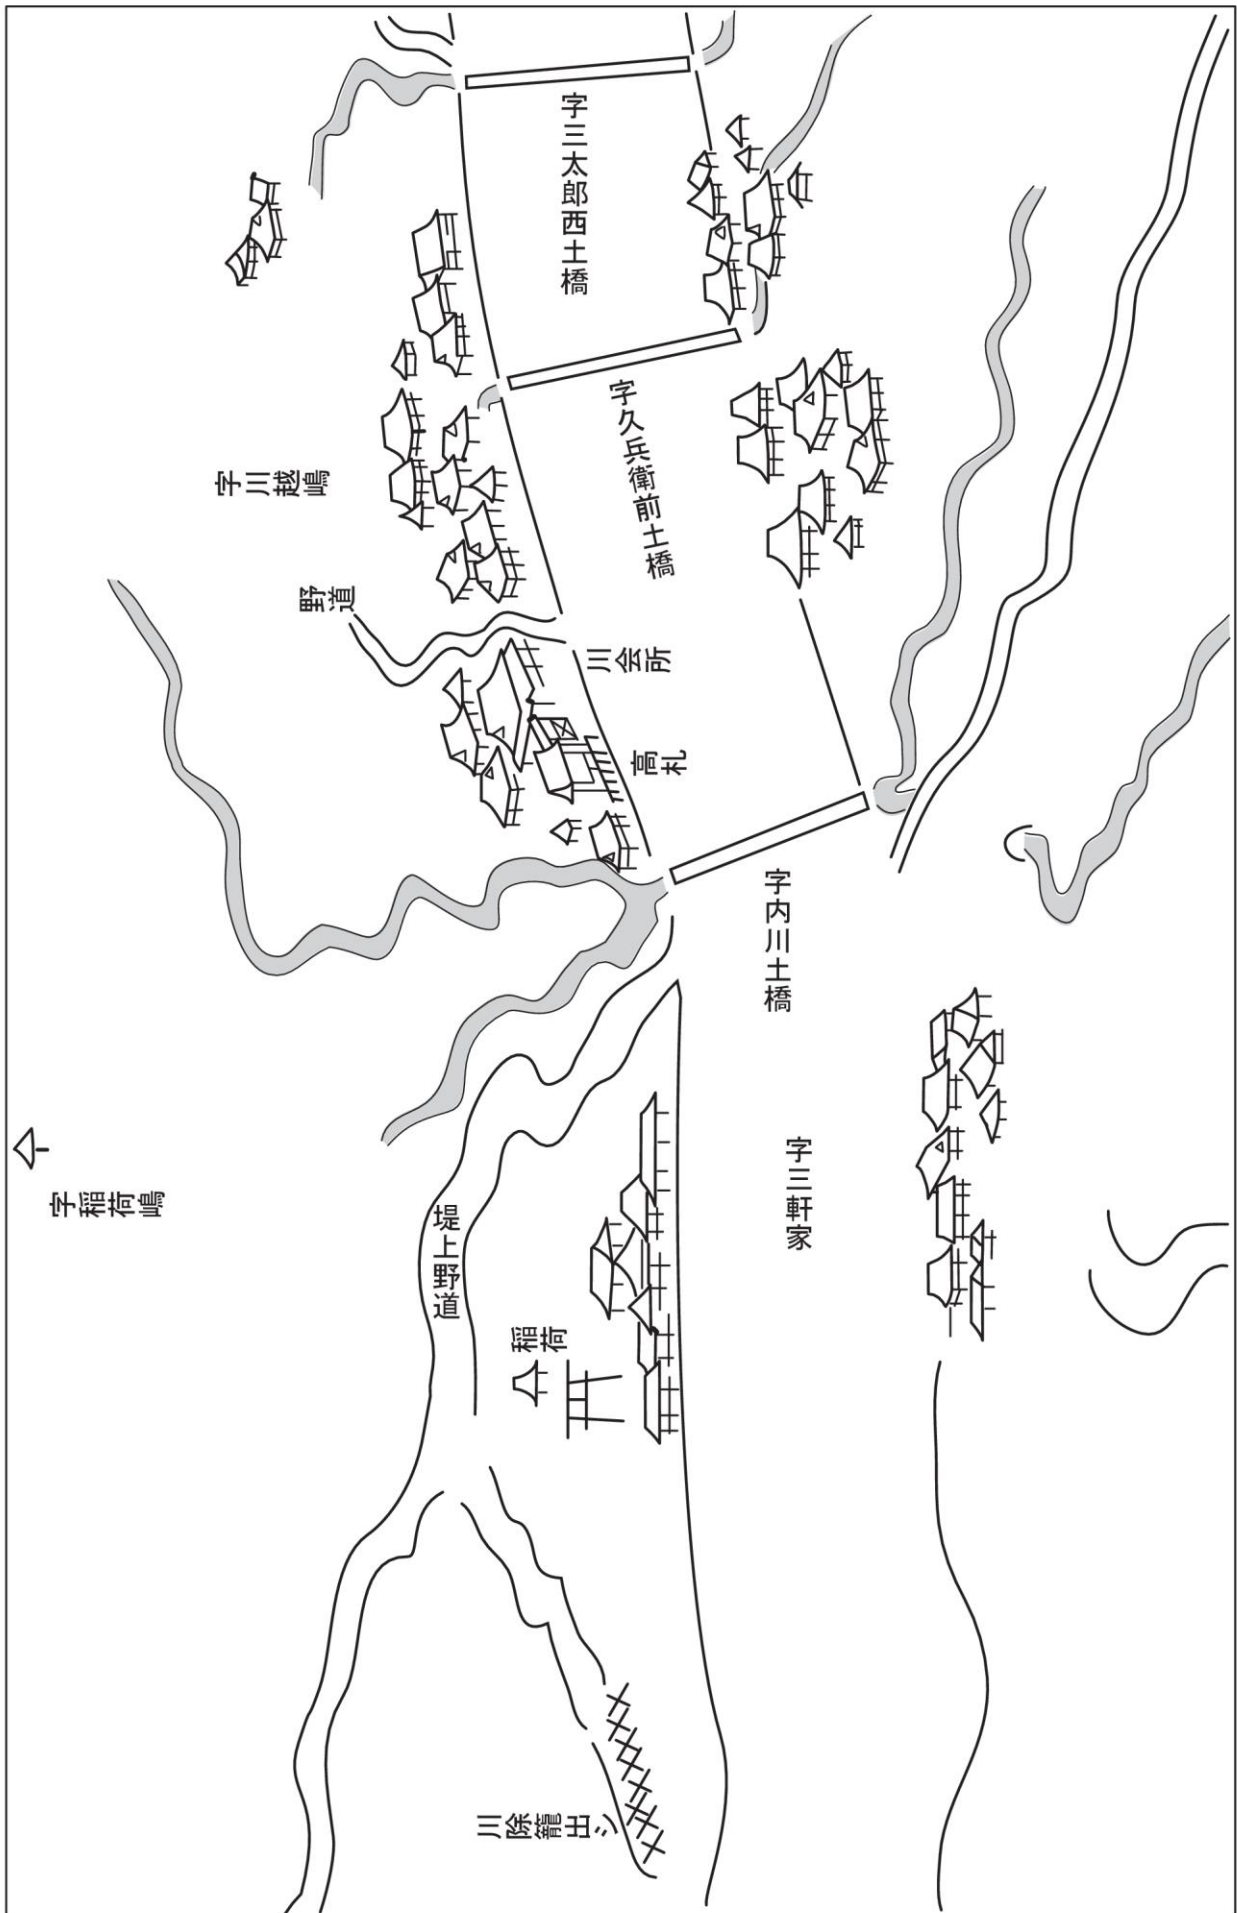 字三太郎西土橋
字久兵衛前土橋
字川越嶋
野道
川会所
高札
字内川土橋
字稲荷嶋
堤上野道
字三軒家
稲荷
川除籠出シ